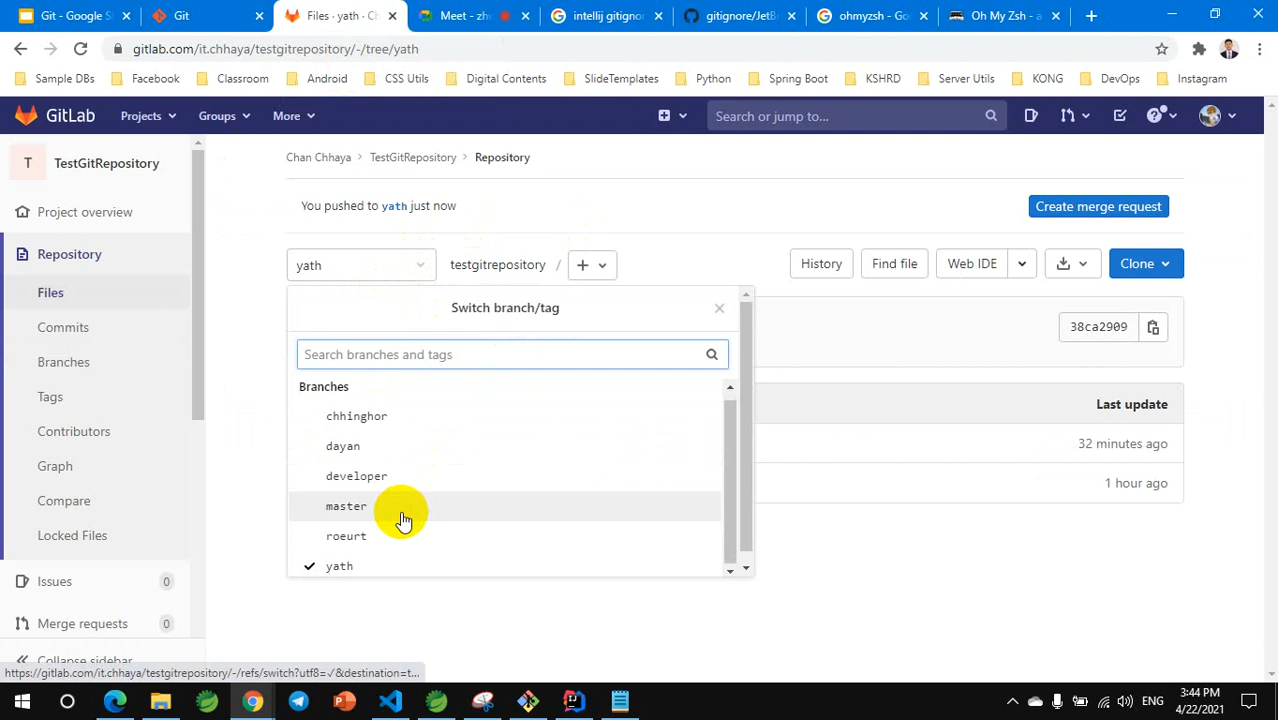 Git - Google Sl
Git
Files · yath · Ch
Meet - zh
intellij gitignor
gitignore/JetB
ohmyzsh - Go
Oh My Zsh - a
gitlab.com/it.chhaya/testgitrepository/-/tree/yath
Sample DBs
Facebook
Classroom
Android
CSS Utils
Digital Contents
SlideTemplates
Python
Spring Boot
KSHRD
Server Utils
KONG
DevOps
Instagram
GitLab
Projects
Groups
More
Search or jump to...
T
TestGitRepository
Project overview
Repository
Files
Commits
Branches
Tags
Contributors
Graph
Compare
Locked Files
Issues 0
Merge requests 0
Collapse sidebar
Chan Chhaya > TestGitRepository > Repository
You pushed to yath just now
Create merge request
yath
testgitrepository /
History
Find file
Web IDE
Clone
Switch branch/tag
38ca2909
Search branches and tags
Branches
chhinghor
dayan
developer
master
roeurt
yath
Last update
32 minutes ago
1 hour ago
https://gitlab.com/it.chhaya/testgitrepository/-/refs/switch?utf8=✓&destination=t...
ENG
3:44 PM
4/22/2021